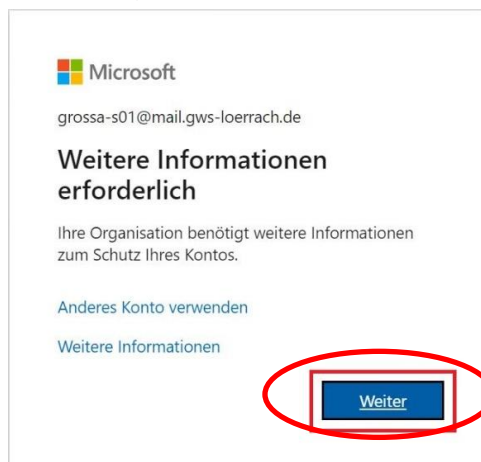 Microsoft
grossa-s01@mail.gws-loerrach.de
Weitere Informationen
erforderlich
Ihre Organisation benötigt weitere Informationen
zum Schutz Ihres Kontos.
Anderes Konto verwenden
Weitere Informationen
Weiter